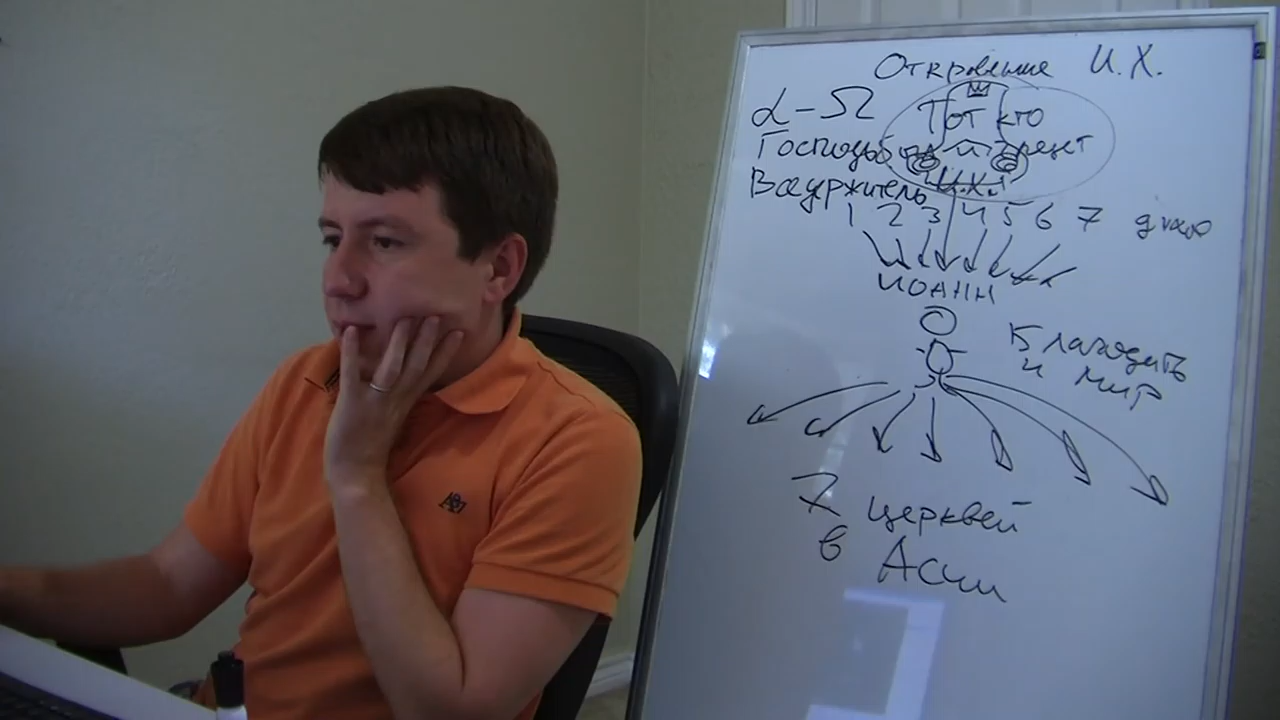 Откровение И.Х.
α-Ω Тот кто
Господь грядет
Вседержитель И.Х.
1 2 3 4 5 6 7 духов
ИОАНН
Благодать
и мир
7 церквей
в Асии